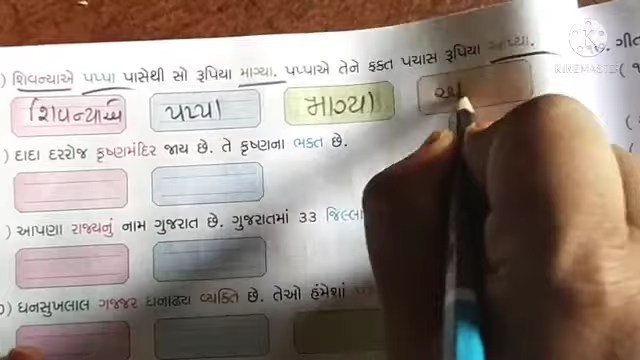 ) શિવન્યાએ પપ્પા પાસેથી સો રૂપિયા માગ્યા. પપ્પાએ તેને ફક્ત પચાસ રૂપિયા આપ્યા.
શિવન્યાએ પપ્પા માગ્યા
) દાદા દરરોજ કૃષ્ણમંદિર જાય છે. તે કૃષ્ણના ભક્ત છે.
) આપણા રાજ્યનું નામ ગુજરાત છે. ગુજરાતમાં 33 જિલ્લા
) ધનસુખલાલ ગજ્જર ધનાઢ્ય વ્યક્તિ છે. તેઓ હંમેશાં
છ. ગીત
KINEMASTER